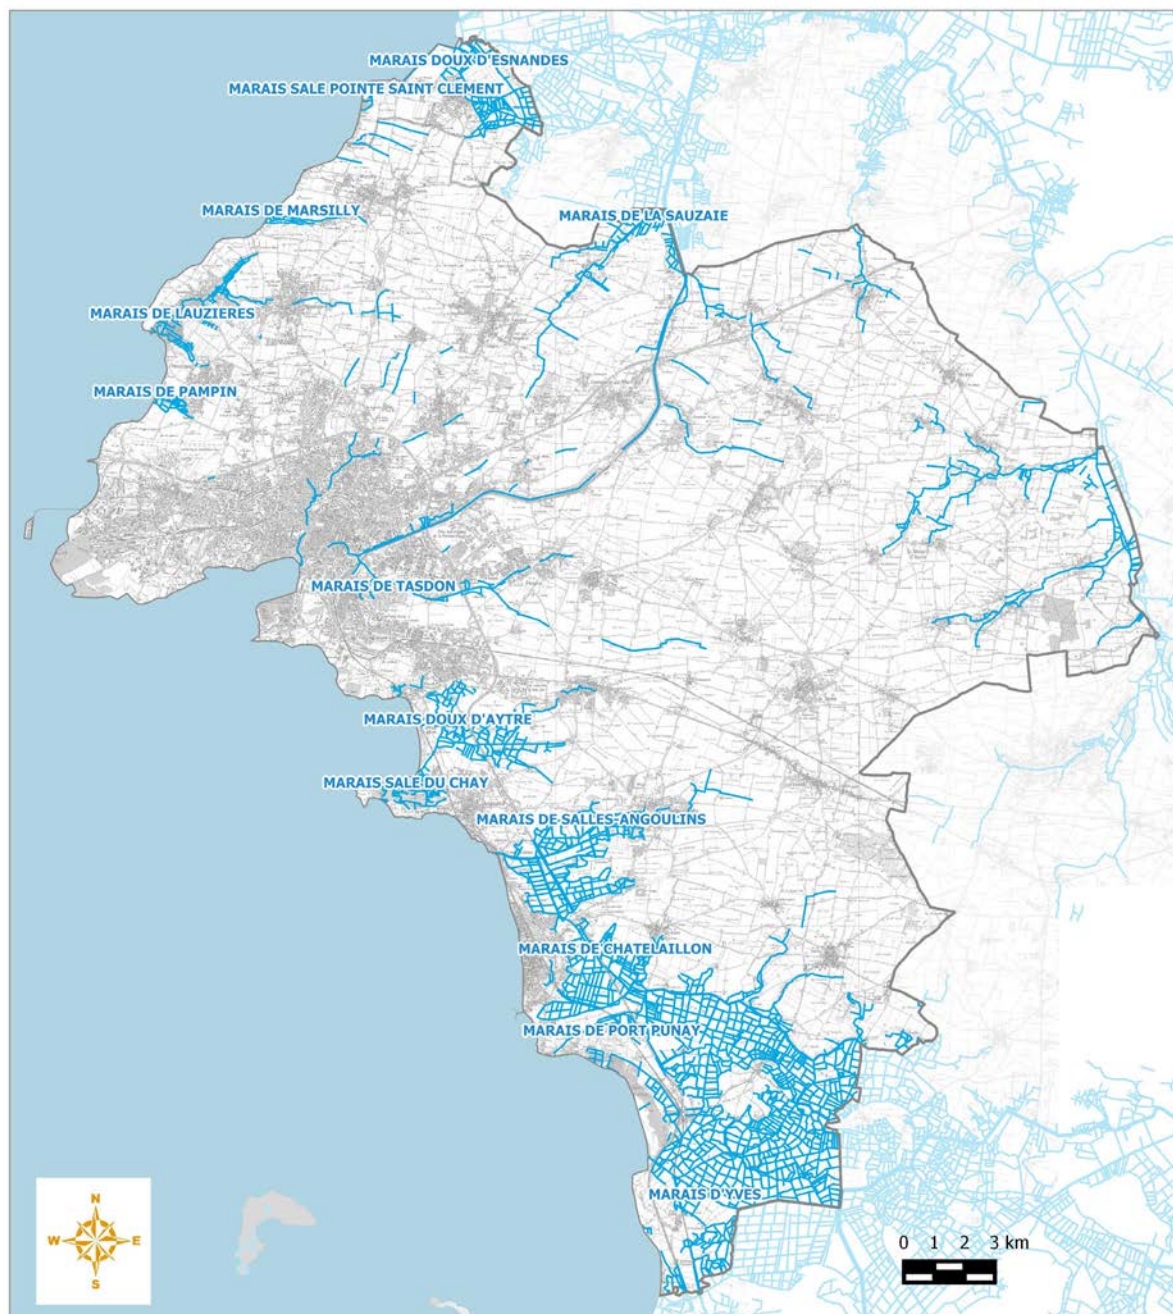 MARAIS DOUX D'ESNANDES
MARAIS SALE POINTE SAINT CLEMENT
MARAIS DE MARSILLY
MARAIS DE LA SAUZAIE
MARAIS DE LAUZIERES
MARAIS DE PAMPIN
MARAIS DE TASDON
MARAIS DOUX D'AYTRE
MARAIS SALE DU CHAY
MARAIS DE SALLES-ANGOULINS
MARAIS DE CHATELAILLON
MARAIS DE PORT PUNAY
MARAIS D'YVES
N
W E
S
0 1 2 3 km